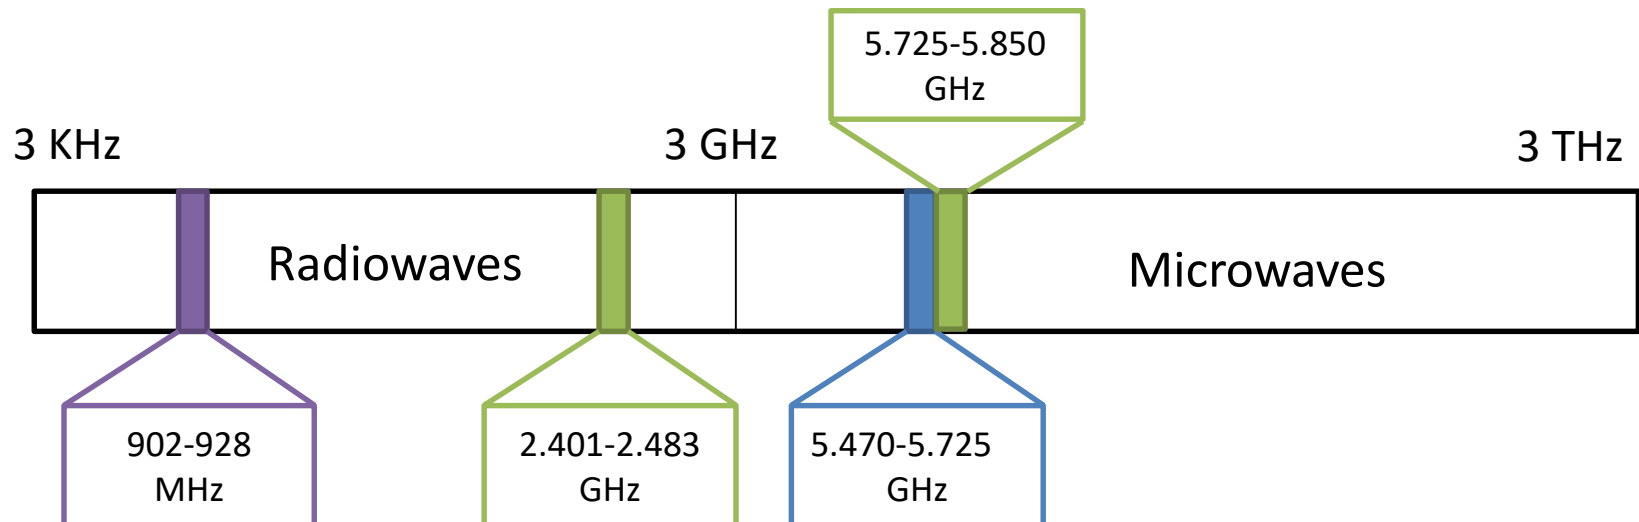 5.725-5.850
GHz
3 KHz
3 GHz
3 THz
Radiowaves
Microwaves
902-928
MHz
2.401-2.483
GHz
5.470-5.725
GHz